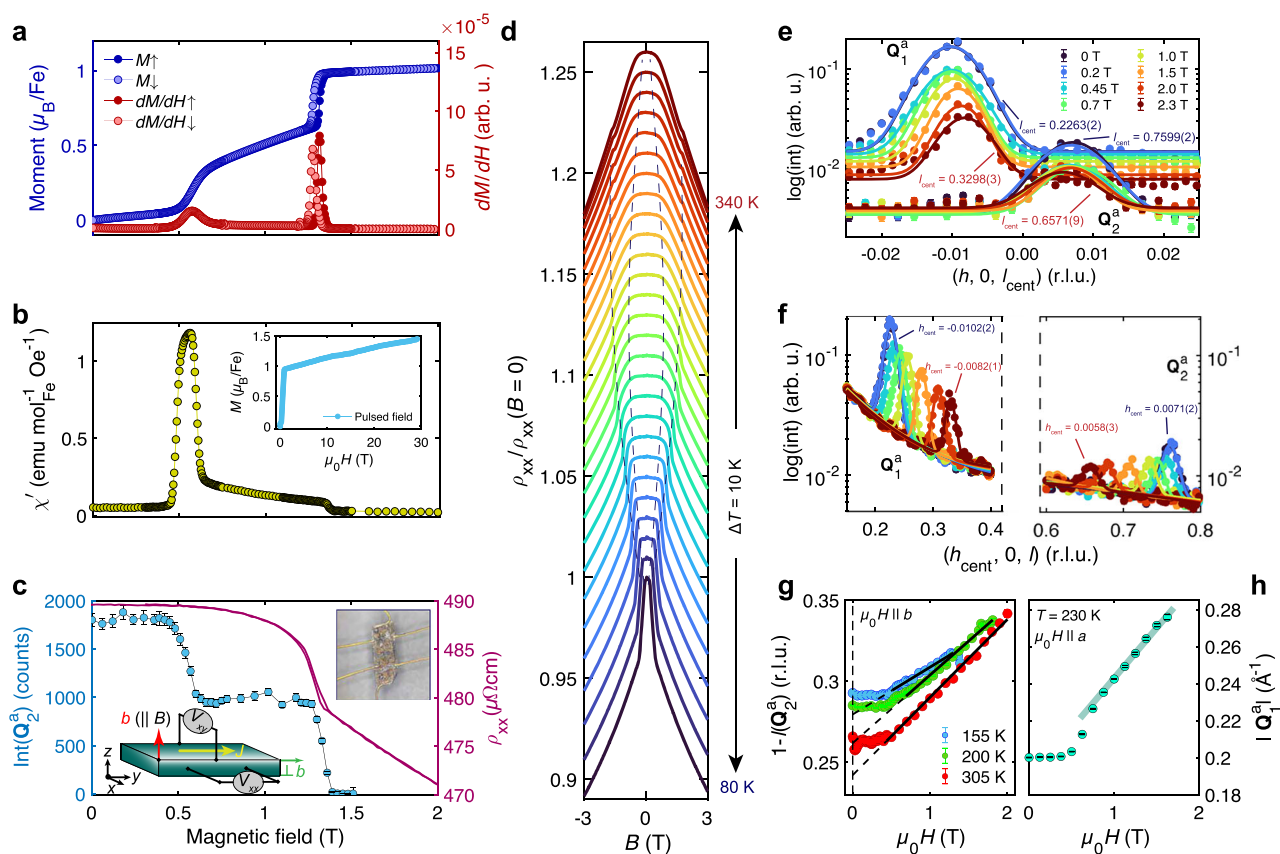 a
×10⁻⁵
Moment (μB/Fe)
M↑
M↓
dM/dH↑
dM/dH↓
1
0.5
0
15
10
5
0
dM/dH (arb. u.)
b
χ′ (emu mol⁻¹Fe Oe⁻¹)
1
0.5
0
M (μB/Fe)
1.5
1
0.5
0
Pulsed field
0 10 20 30
μ₀H (T)
0 0.5 1.0 1.5 2.0
c
Int(Q₂ᵃ) (counts)
2000
1500
1000
500
0
490
485
480
475
470
ρxx (μΩcm)
b (|| B)
Vxy
J
⊥b
Vxx
z
y
x
0 0.5 1.0 1.5 2.0
Magnetic field (T)
d
ρxx/ρxx(B = 0)
1.25
1.2
1.15
1.1
1.05
1
0.95
0.9
340 K
ΔT = 10 K
80 K
-3 0 3
B (T)
e
log(int) (arb. u.)
10⁻¹
10⁻²
Q₁ᵃ
0 T
0.2 T
0.45 T
0.7 T
1.0 T
1.5 T
2.0 T
2.3 T
lcent = 0.2263(2)
lcent = 0.7599(2)
lcent = 0.3298(3)
lcent = 0.6571(9)
Q₂ᵃ
-0.02 -0.01 0.00 0.01 0.02
(h, 0, lcent) (r.l.u.)
f
log(int) (arb. u.)
10⁻¹
10⁻²
hcent = -0.0102(2)
hcent = -0.0082(1)
Q₁ᵃ
Q₂ᵃ
hcent = 0.0071(2)
hcent = 0.0058(3)
10⁻¹
10⁻²
0.2 0.3 0.4 0.6 0.7 0.8
(hcent, 0, l) (r.l.u.)
g
1-l(Q₂ᵃ) (r.l.u.)
0.35
0.3
0.25
μ₀H || b
155 K
200 K
305 K
0 1 2
μ₀H (T)
h
T = 230 K
μ₀H || a
0.28
0.26
0.24
0.22
0.20
0.18
| Q₁ᵃ| (Å⁻¹)
0 1 2
μ₀H (T)